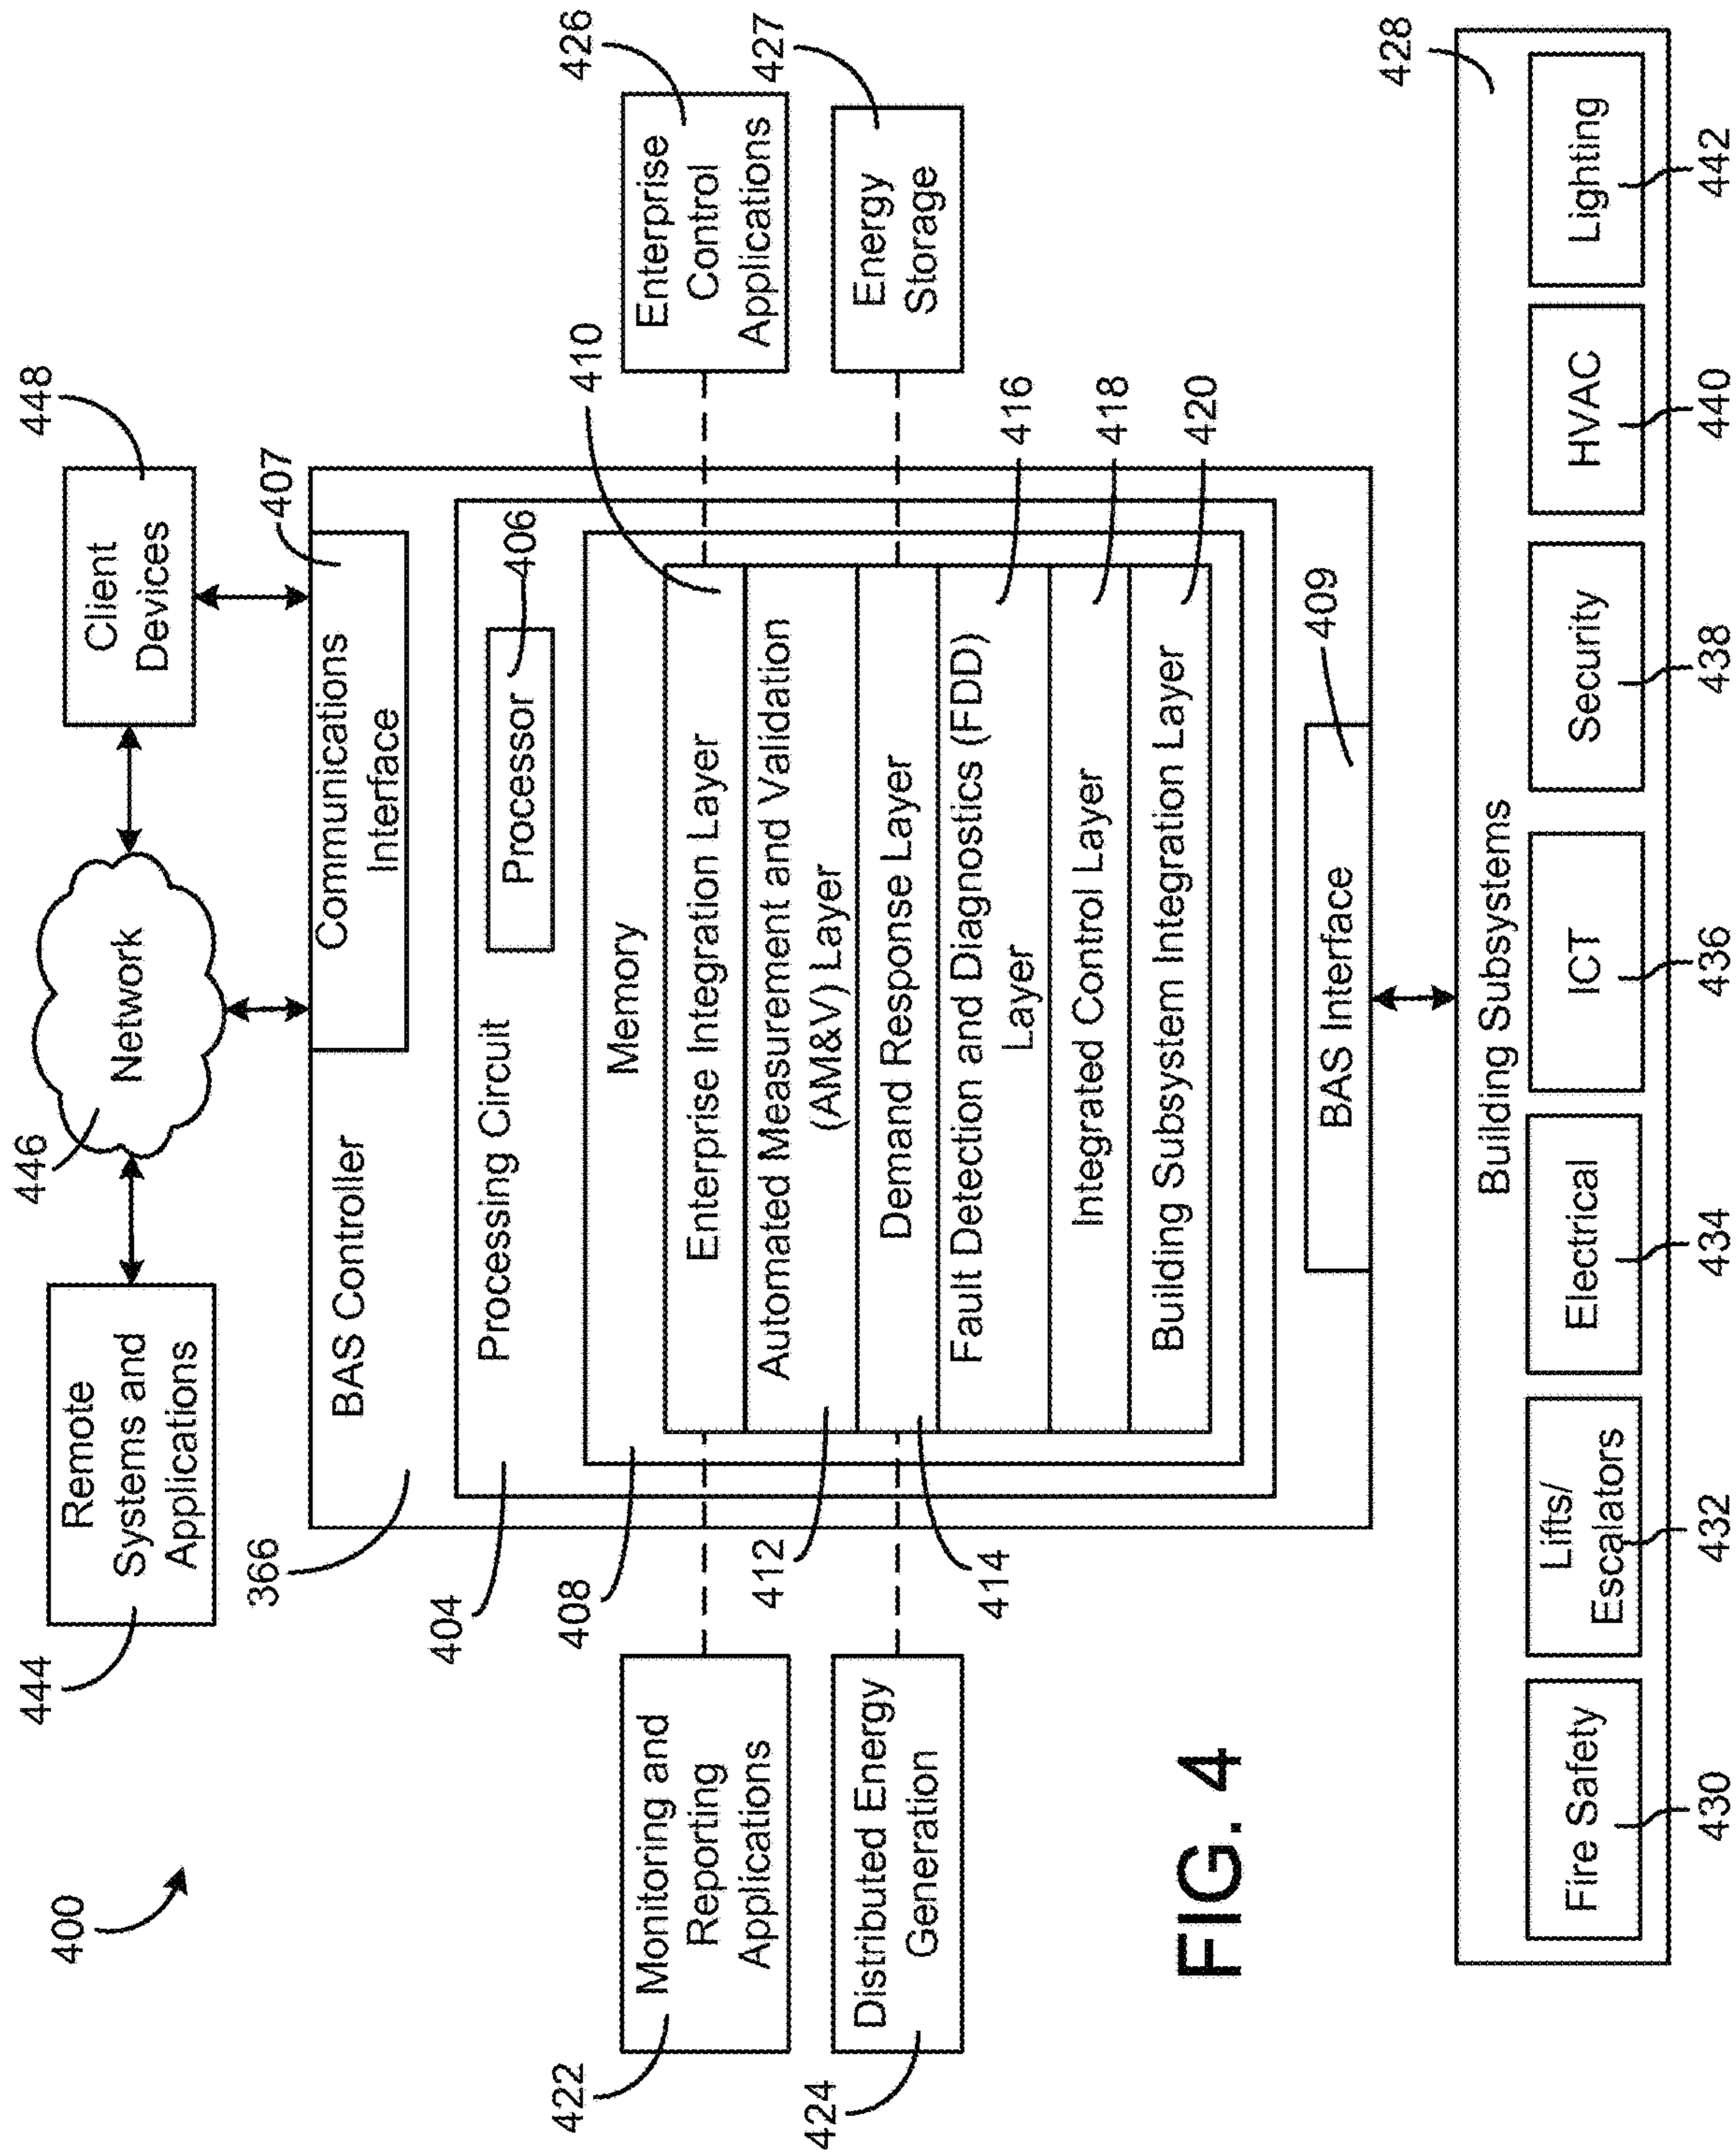 400
444
Remote
Systems and
Applications
446
Network
448
Client
Devices
366
BAS Controller
407
Communications
Interface
404
Processing Circuit
Processor
406
408
Memory
410
Enterprise Integration Layer
412
Automated Measurement and Validation
(AM&V) Layer
414
Demand Response Layer
416
Fault Detection and Diagnostics (FDD)
Layer
418
Integrated Control Layer
420
Building Subsystem Integration Layer
422
Monitoring and
Reporting
Applications
424
Distributed Energy
Generation
426
Enterprise
Control
Applications
427
Energy
Storage
409
BAS Interface
428
Building Subsystems
Fire Safety
Lifts/
Escalators
Electrical
ICT
Security
HVAC
Lighting
430
432
434
436
438
440
442
FIG. 4